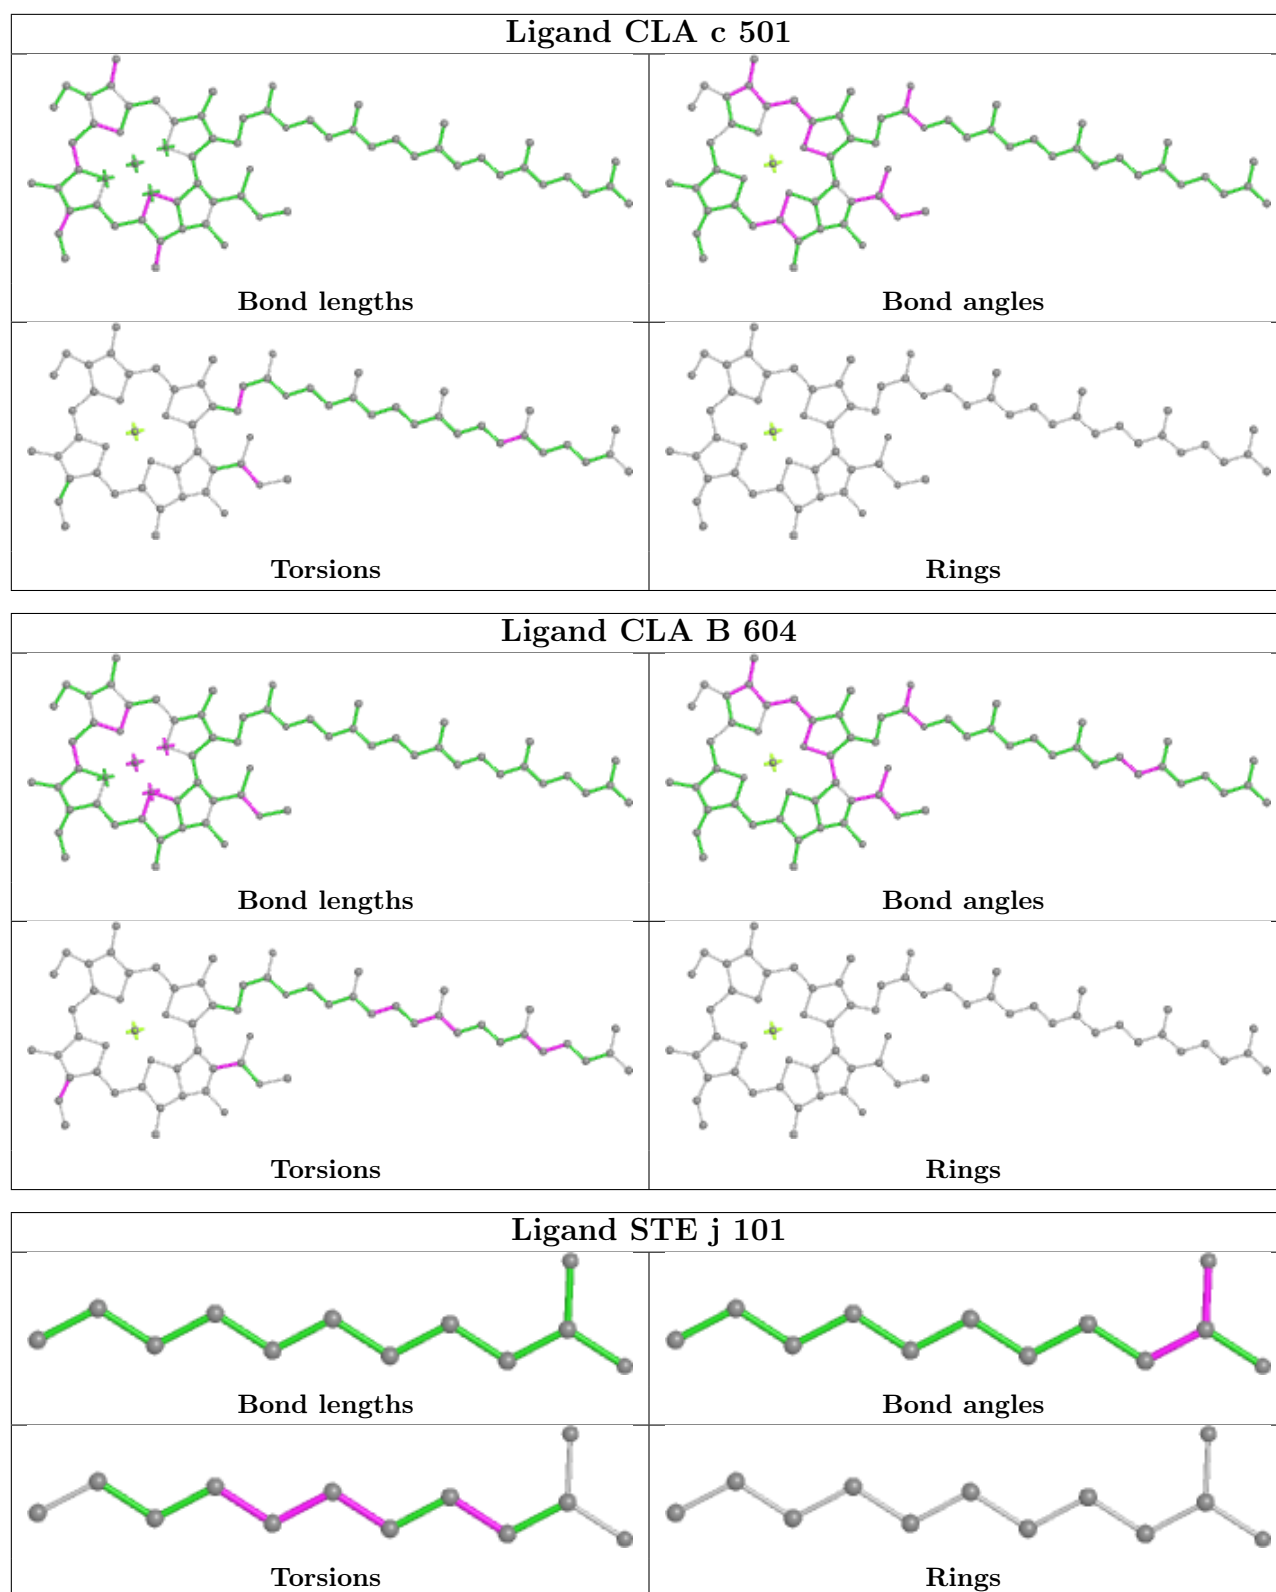 Ligand CLA c 501
Bond lengths
Bond angles
Torsions
Rings
Ligand CLA B 604
Bond lengths
Bond angles
Torsions
Rings
Ligand STE j 101
Bond lengths
Bond angles
Torsions
Rings